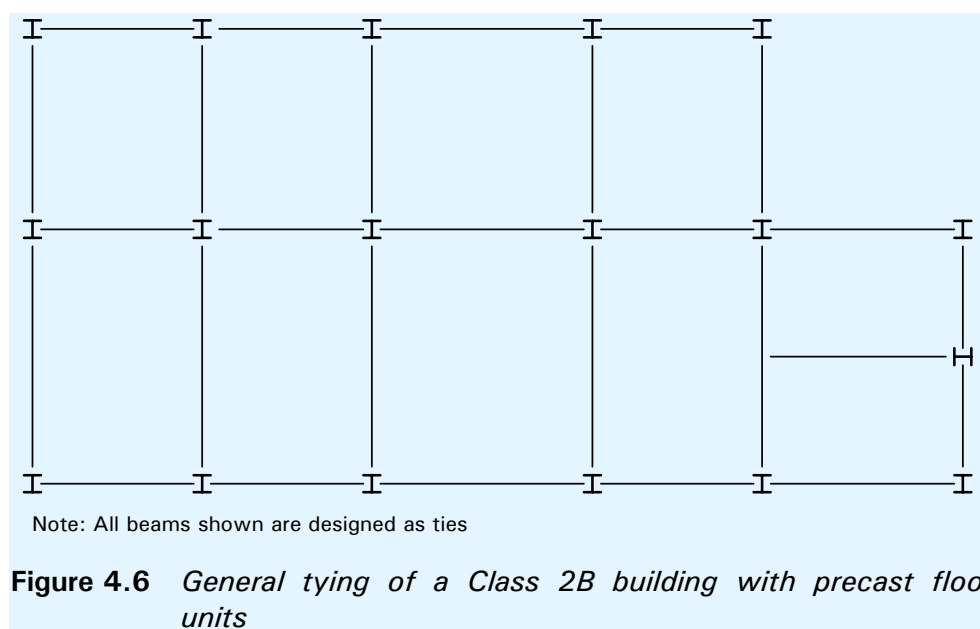 Note: All beams shown are designed as ties
Figure 4.6 General tying of a Class 2B building with precast floo
units